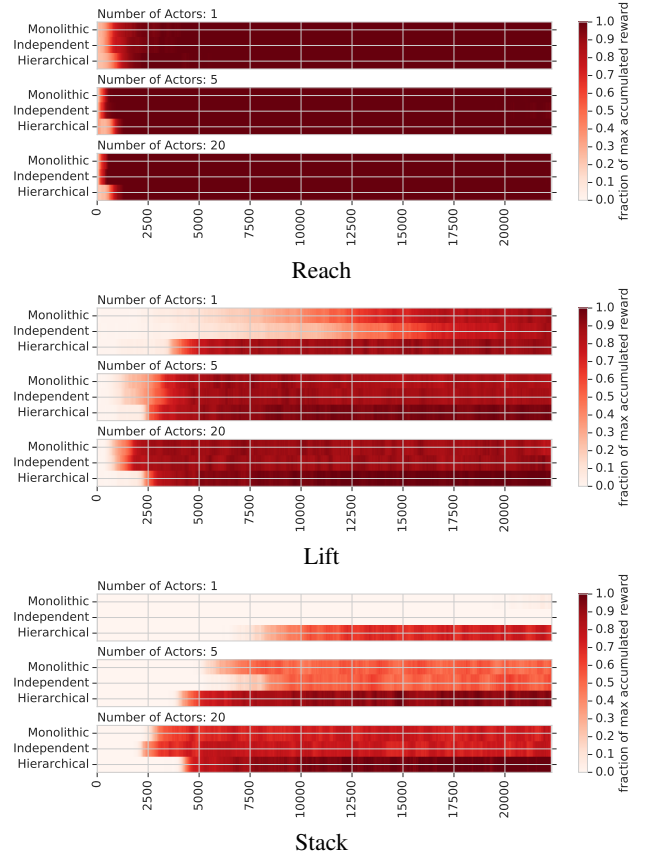 Number of Actors: 1
Monolithic
Independent
Hierarchical
Number of Actors: 5
Monolithic
Independent
Hierarchical
Number of Actors: 20
Monolithic
Independent
Hierarchical
0 2500 5000 7500 10000 12500 15000 17500 20000
1.0
0.9
0.8
0.7
0.6
0.5
0.4
0.3
0.2
0.1
0.0
fraction of max accumulated reward
Reach
Number of Actors: 1
Monolithic
Independent
Hierarchical
Number of Actors: 5
Monolithic
Independent
Hierarchical
Number of Actors: 20
Monolithic
Independent
Hierarchical
0 2500 5000 7500 10000 12500 15000 17500 20000
1.0
0.9
0.8
0.7
0.6
0.5
0.4
0.3
0.2
0.1
0.0
fraction of max accumulated reward
Lift
Number of Actors: 1
Monolithic
Independent
Hierarchical
Number of Actors: 5
Monolithic
Independent
Hierarchical
Number of Actors: 20
Monolithic
Independent
Hierarchical
0 2500 5000 7500 10000 12500 15000 17500 20000
1.0
0.9
0.8
0.7
0.6
0.5
0.4
0.3
0.2
0.1
0.0
fraction of max accumulated reward
Stack